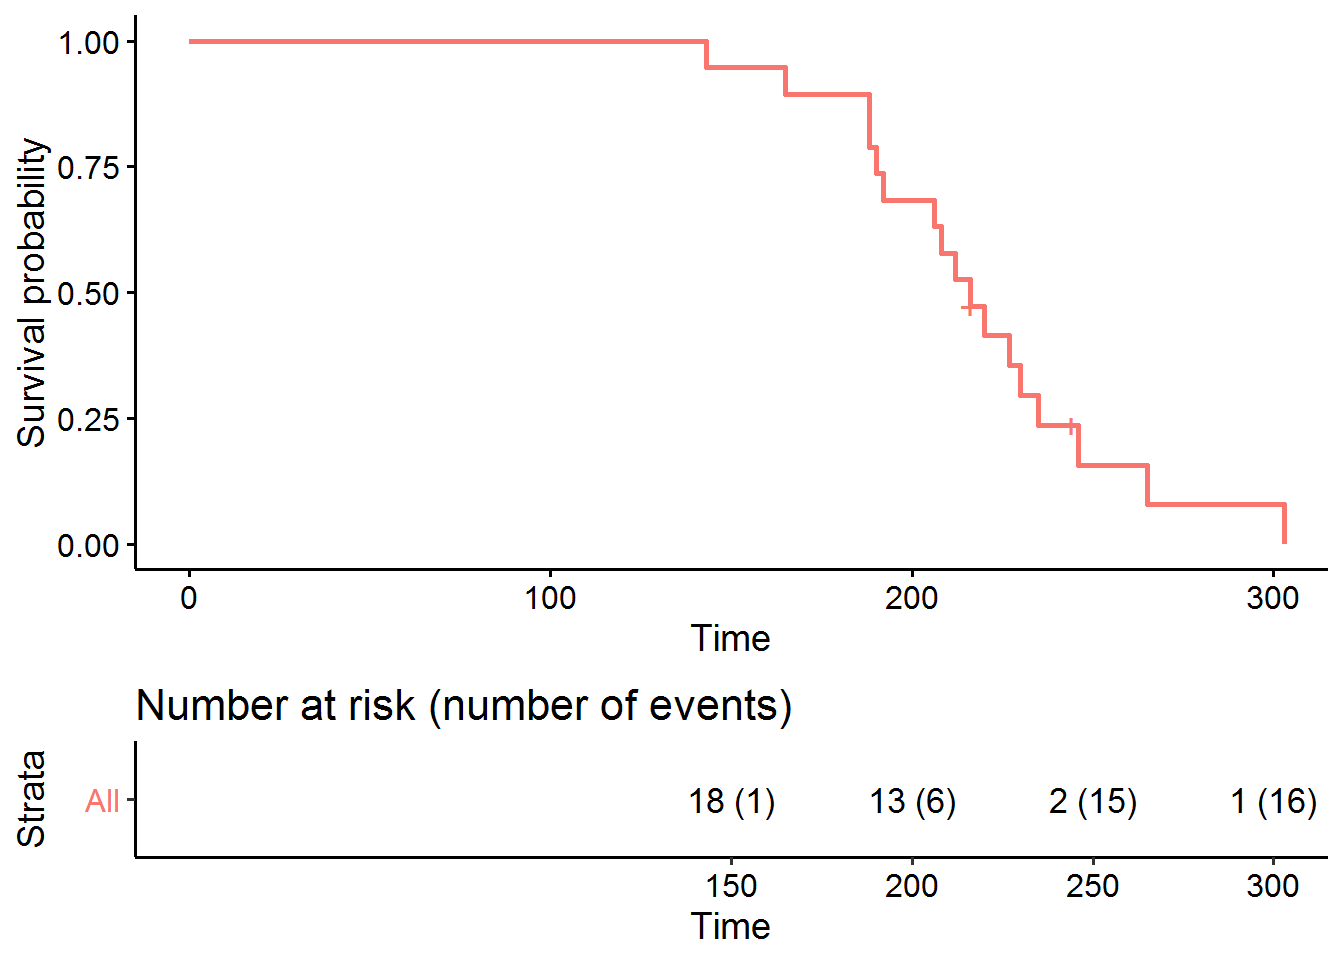 Survival probability
1.00
0.75
0.50
0.25
0.00
0 100 200 300
Time
Number at risk (number of events)
Strata
All 18 (1) 13 (6) 2 (15) 1 (16)
150 200 250 300
Time